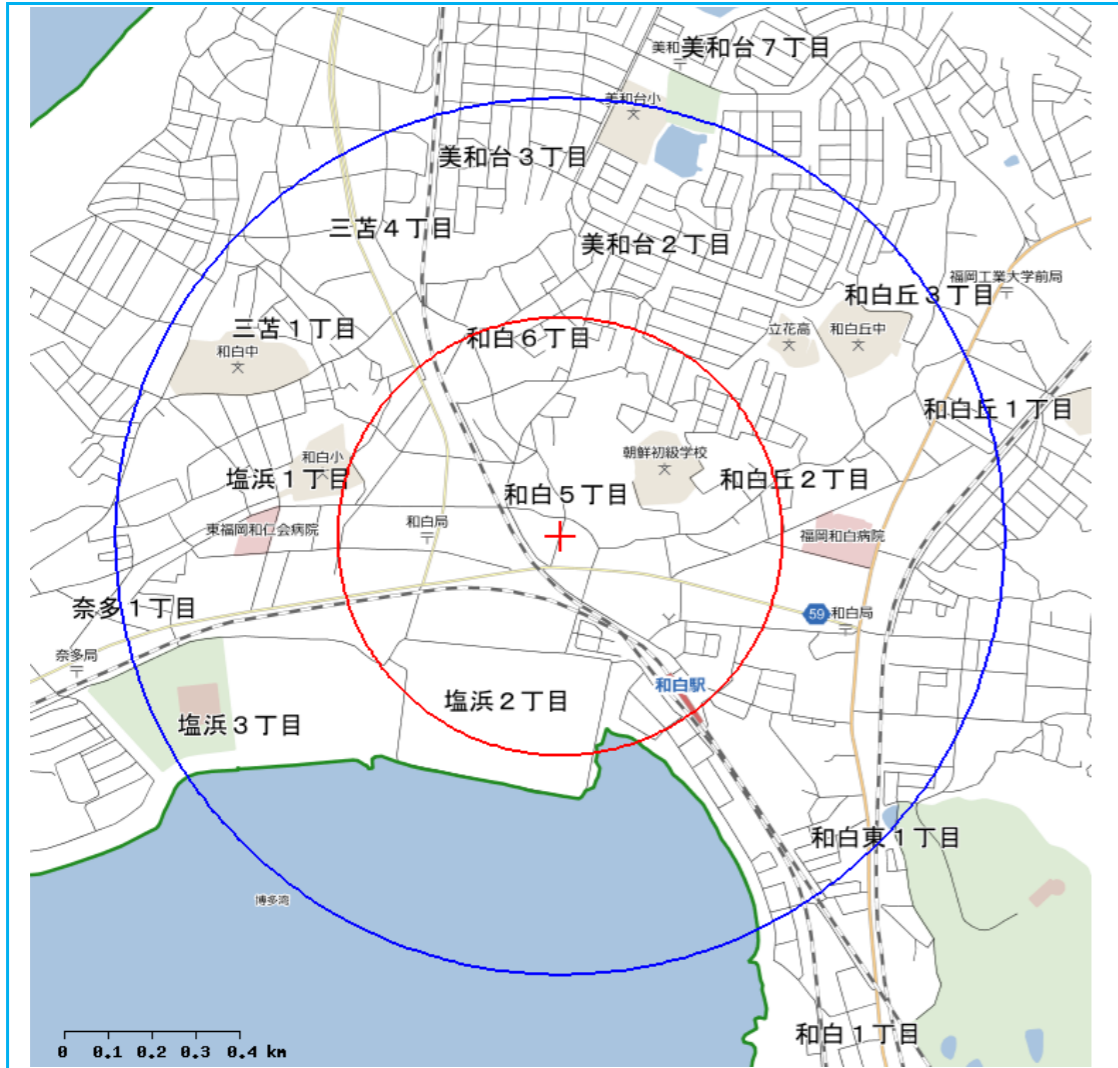 美和
美和台７丁目
美和台小
美和台３丁目
三苫４丁目
美和台２丁目
福岡工業大学前局
和白丘３丁目
三苫１丁目
和白６丁目
立花高
和白丘中
和白中
和白丘１丁目
和白小
朝鮮初級学校
塩浜１丁目
和白丘２丁目
和白５丁目
東福岡和仁会病院
和白局
福岡和白病院
奈多１丁目
59
和白局
奈多局
和白駅
塩浜２丁目
塩浜３丁目
和白東１丁目
博多湾
和白１丁目
0 0.1 0.2 0.3 0.4 km